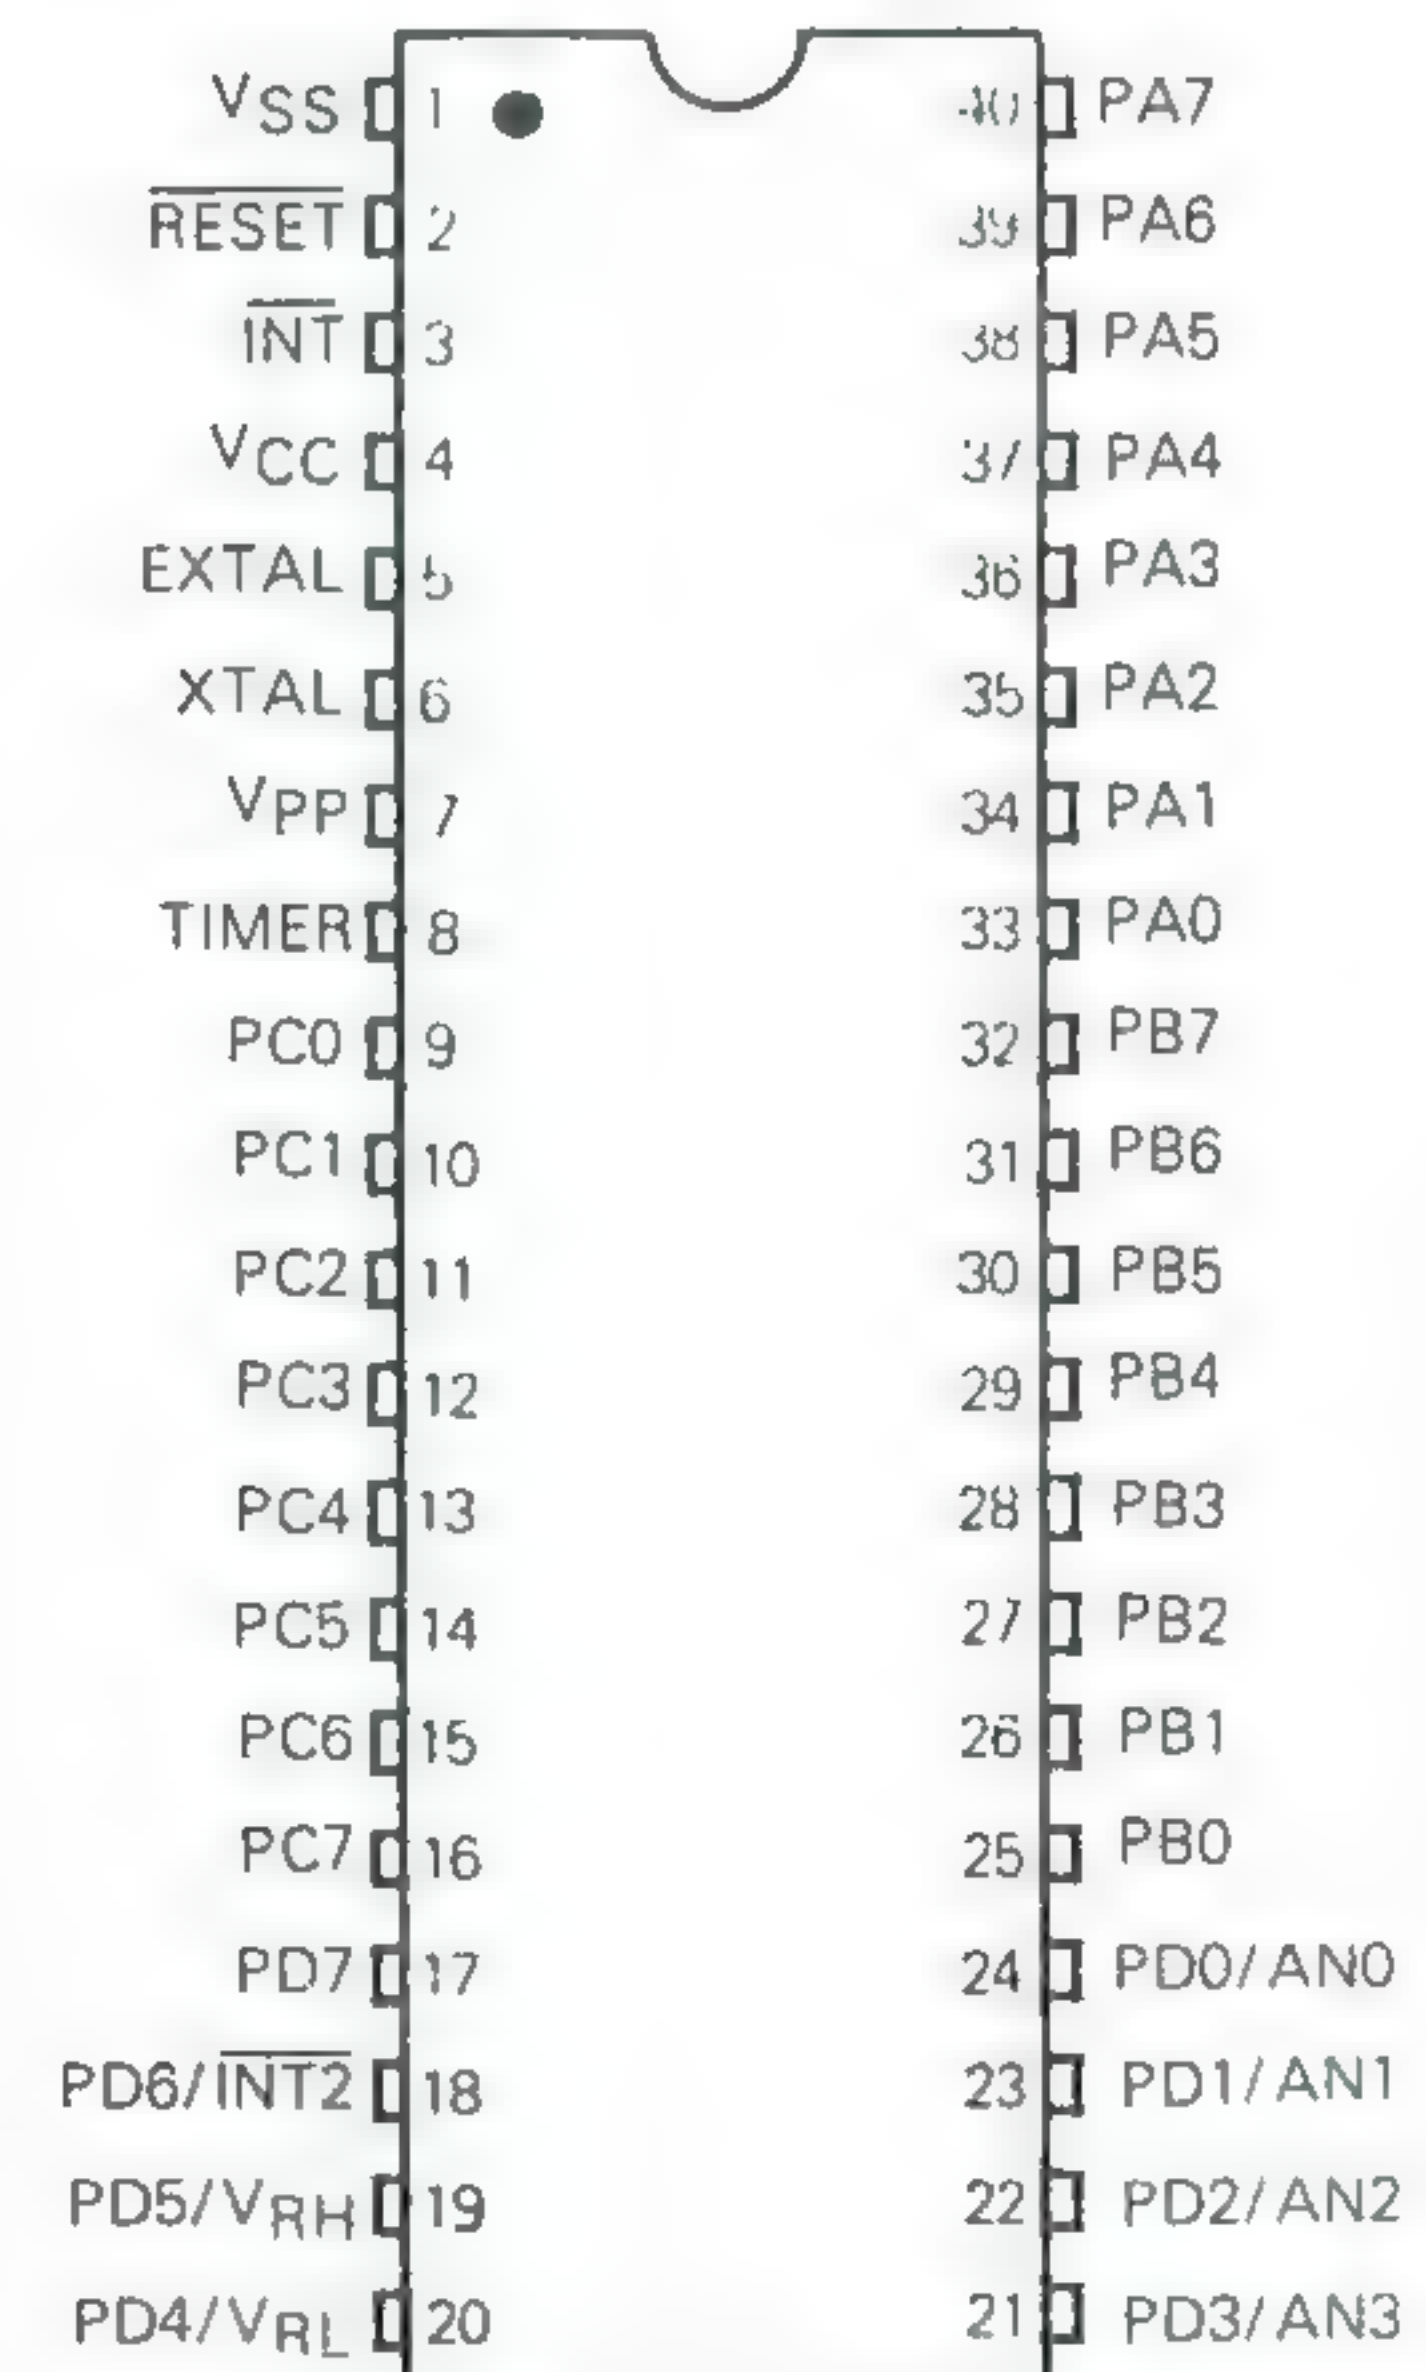 VSS 1 40 PA7
RESET 2 39 PA6
INT 3 38 PA5
VCC 4 37 PA4
EXTAL 5 36 PA3
XTAL 6 35 PA2
VPP 7 34 PA1
TIMER 8 33 PA0
PC0 9 32 PB7
PC1 10 31 PB6
PC2 11 30 PB5
PC3 12 29 PB4
PC4 13 28 PB3
PC5 14 27 PB2
PC6 15 26 PB1
PC7 16 25 PB0
PD7 17 24 PD0/AN0
PD6/INT2 18 23 PD1/AN1
PD5/VRH 19 22 PD2/AN2
PD4/VRL 20 21 PD3/AN3